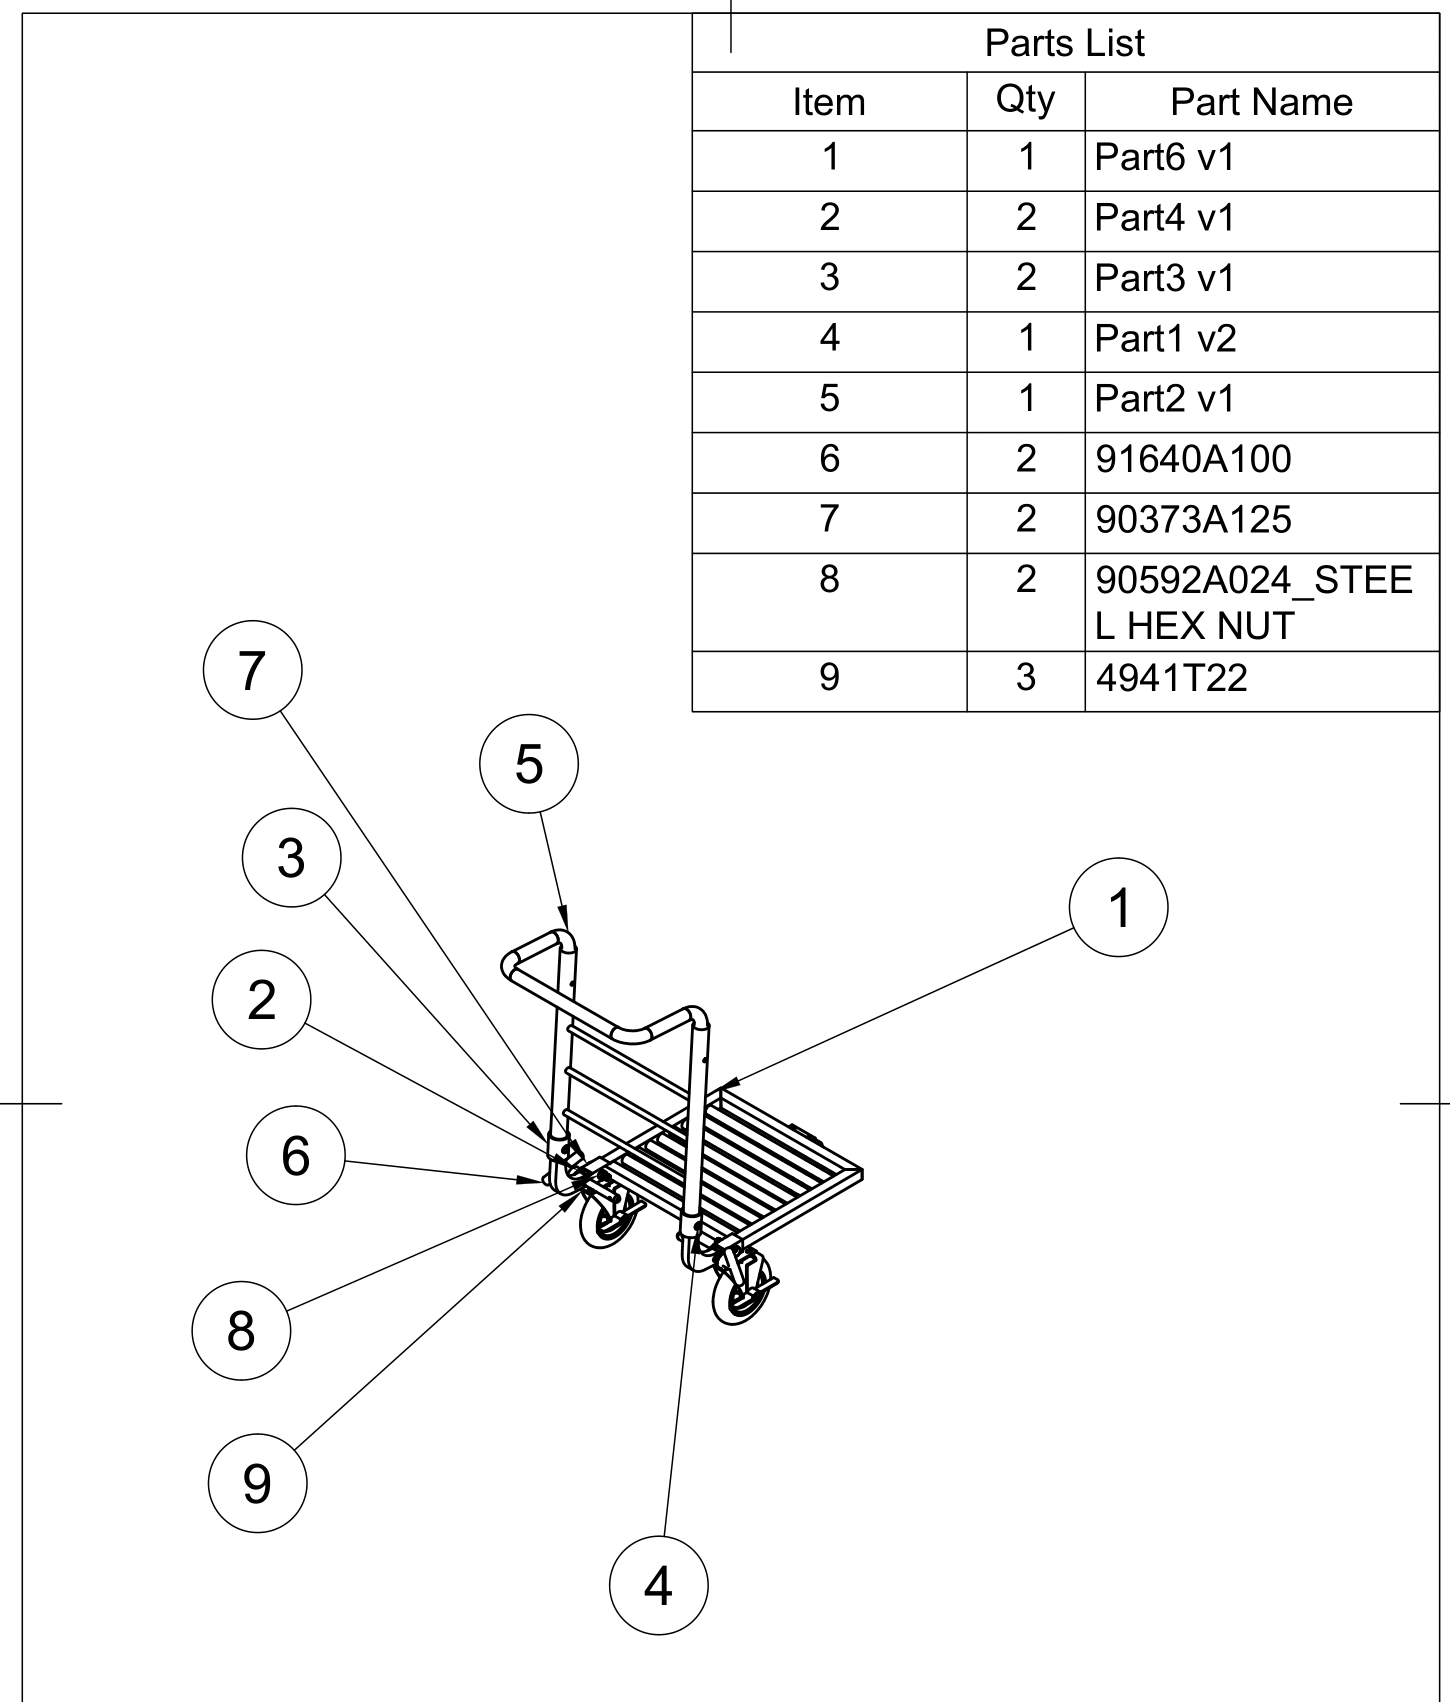 Parts List
Item Qty Part Name
1 1 Part6 v1
2 2 Part4 v1
3 2 Part3 v1
4 1 Part1 v2
5 1 Part2 v1
6 2 91640A100
7 2 90373A125
8 2 90592A024_STEE
L HEX NUT
9 3 4941T22
7
5
3
1
2
6
8
9
4